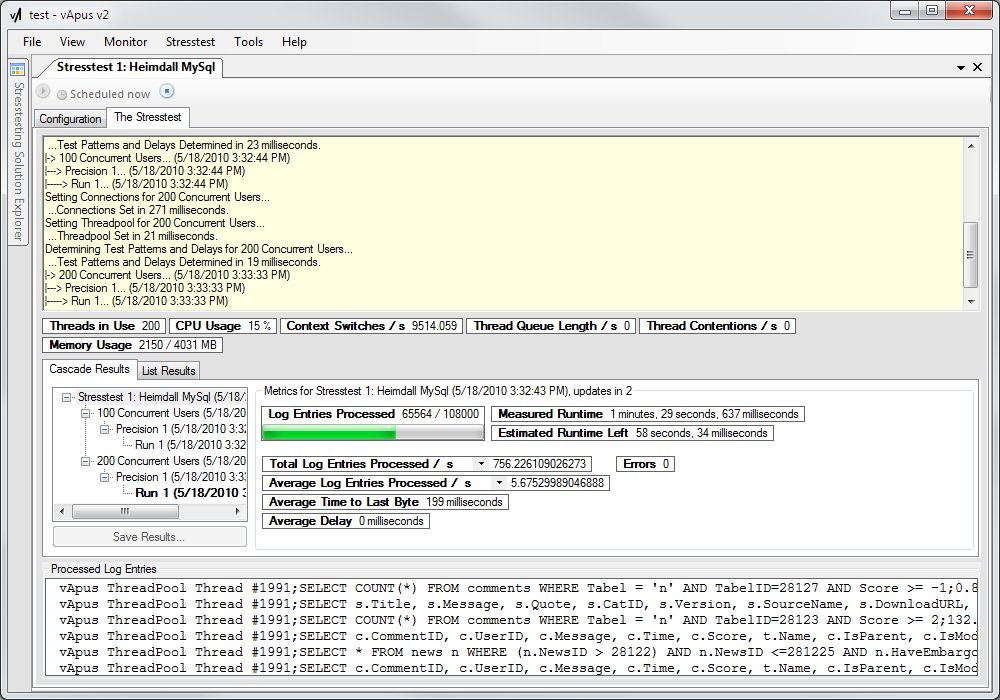 test - vApus v2
File View Monitor Stresstest Tools Help
Stresstesting Solution Explorer
Stresstest 1: Heimdall MySql
Scheduled now
Configuration The Stresstest
...Test Patterns and Delays Determined in 23 milliseconds.
|-> 100 Concurrent Users... (5/18/2010 3:32:44 PM)
|---> Precision 1... (5/18/2010 3:32:44 PM)
|-----> Run 1... (5/18/2010 3:32:44 PM)
Setting Connections for 200 Concurrent Users...
...Connections Set in 271 milliseconds.
Setting Threadpool for 200 Concurrent Users...
...Threadpool Set in 21 milliseconds.
Determining Test Patterns and Delays for 200 Concurrent Users...
...Test Patterns and Delays Determined in 19 milliseconds.
|-> 200 Concurrent Users... (5/18/2010 3:33:33 PM)
|---> Precision 1... (5/18/2010 3:33:33 PM)
|-----> Run 1... (5/18/2010 3:33:33 PM)
Threads in Use 200 CPU Usage 15 % Context Switches / s 9514.059 Thread Queue Length / s 0 Thread Contentions / s 0
Memory Usage 2150 / 4031 MB
Cascade Results List Results
Stresstest 1: Heimdall MySql (5/18/
100 Concurrent Users (5/18/20
Precision 1 (5/18/2010 3:32
Run 1 (5/18/2010 3:32
200 Concurrent Users (5/18/20
Precision 1 (5/18/2010 3:33
Run 1 (5/18/2010 3
Save Results...
Metrics for Stresstest 1: Heimdall MySql (5/18/2010 3:32:43 PM), updates in 2
Log Entries Processed 65564 / 108000
Measured Runtime 1 minutes, 29 seconds, 637 milliseconds
Estimated Runtime Left 58 seconds, 34 milliseconds
Total Log Entries Processed / s 756.226109026273
Errors 0
Average Log Entries Processed / s 5.67529989046888
Average Time to Last Byte 199 milliseconds
Average Delay 0 milliseconds
Processed Log Entries
vApus ThreadPool Thread #1991;SELECT COUNT(*) FROM comments WHERE Tabel = 'n' AND TabelID=28127 AND Score >= -1;0.8
vApus ThreadPool Thread #1991;SELECT s.Title, s.Message, s.Quote, s.CatID, s.Version, s.SourceName, s.DownloadURL,
vApus ThreadPool Thread #1991;SELECT COUNT(*) FROM comments WHERE Tabel = 'n' AND TabelID=28123 AND Score >= 2;132.
vApus ThreadPool Thread #1991;SELECT c.CommentID, c.UserID, c.Message, c.Time, c.Score, t.Name, c.IsParent, c.IsMod
vApus ThreadPool Thread #1991;SELECT * FROM news n WHERE (n.NewsID > 28122) AND n.NewsID <=281225 AND n.HaveEmbargo
vApus ThreadPool Thread #1991;SELECT c.CommentID, c.UserID, c.Message, c.Time, c.Score, t.Name, c.IsParent, c.IsMod